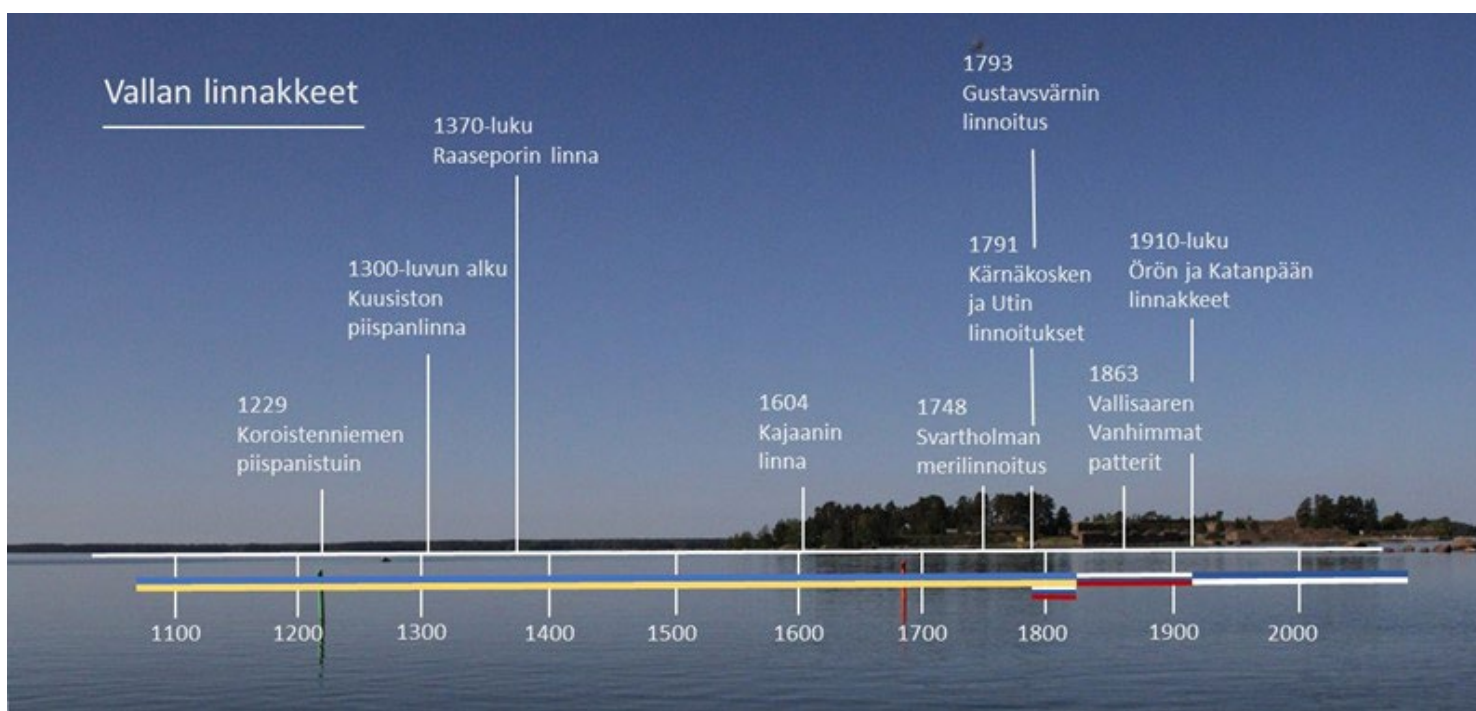 Vallan linnakkeet
1229
Koroistenniemen
piispanistuin
1300-luvun alku
Kuusiston
piispanlinna
1370-luku
Raaseporin linna
1604
Kajaanin
linna
1748
Svartholman
merilinnoitus
1793
Gustavsvärnin
linnoitus
1791
Kärnäkosken
ja Utin
linnoitukset
1863
Vallisaaren
Vanhimmat
patterit
1910-luku
Örön ja Katanpään
linnakkeet
1100 1200 1300 1400 1500 1600 1700 1800 1900 2000